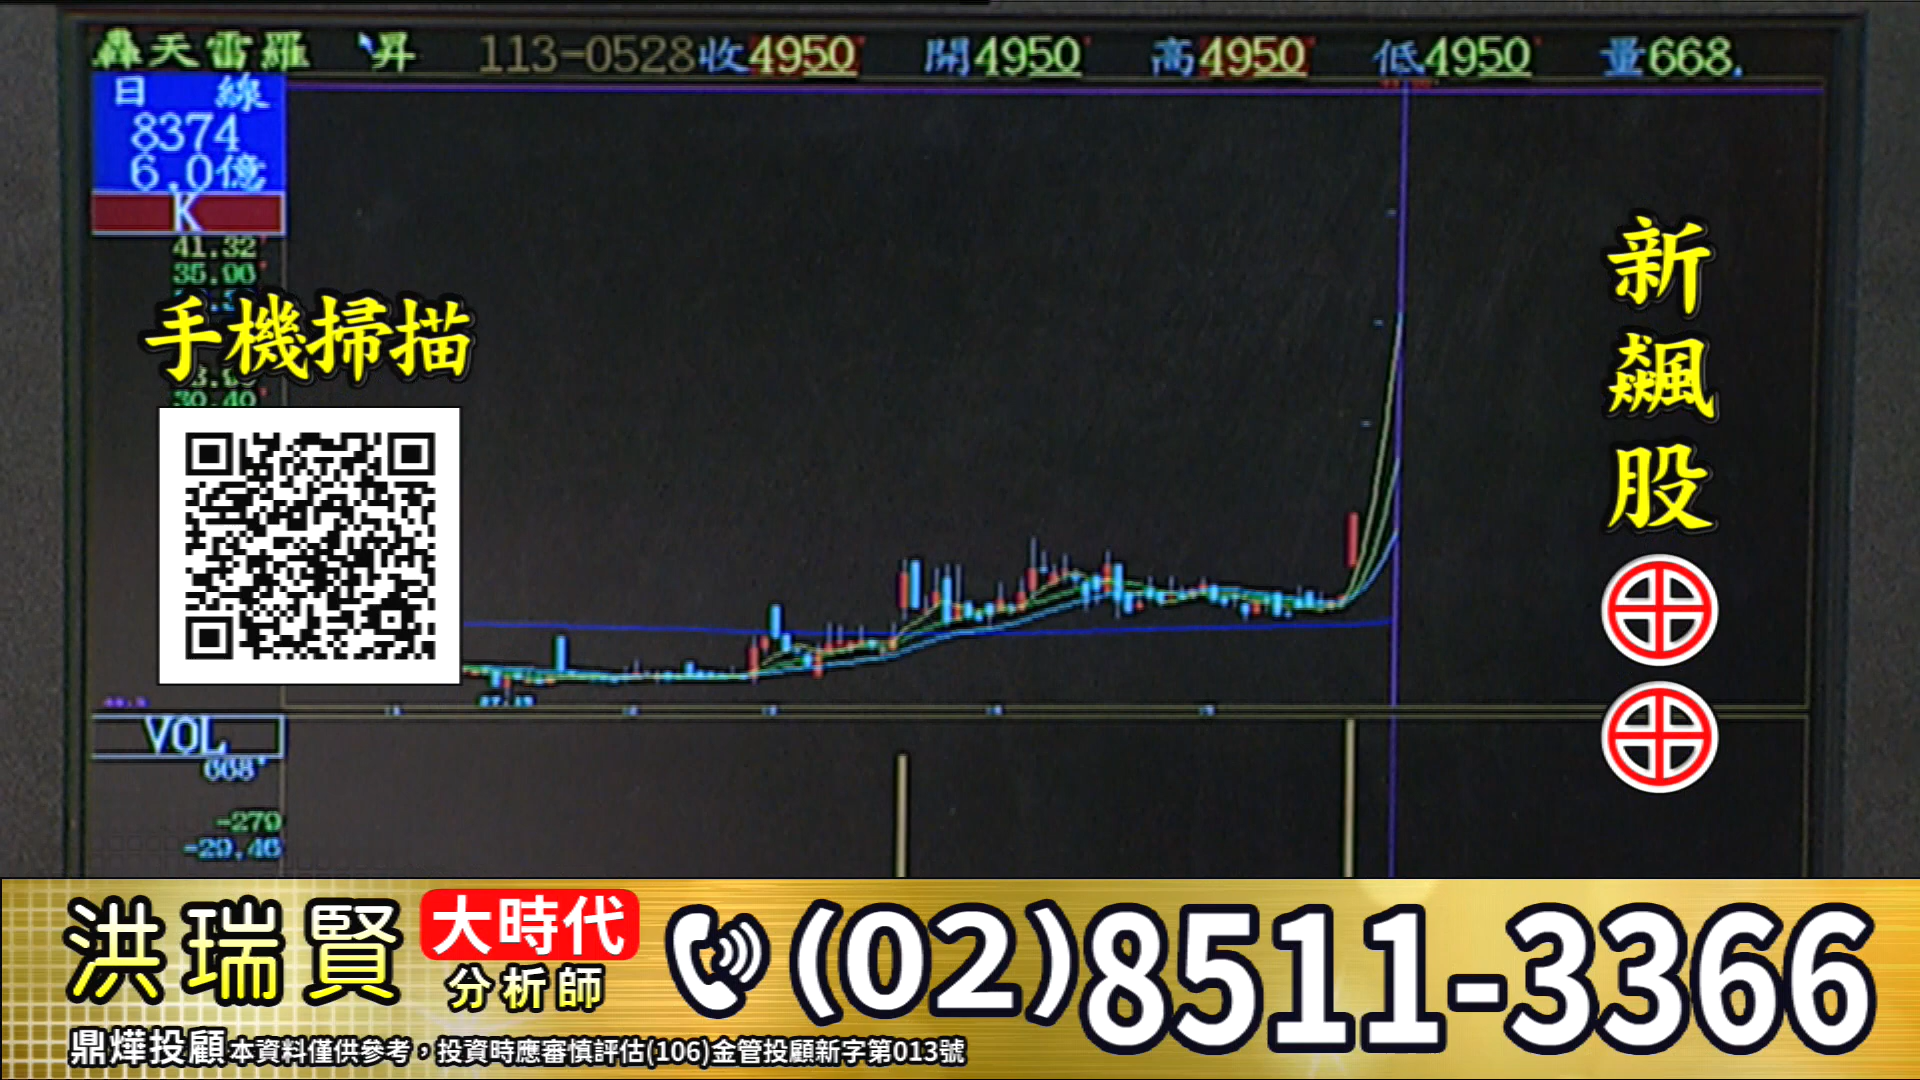 轟天雷羅 昇 113-0528收4950 開4950 高4950 低4950 量668.
日 線
8374
6.0億
K
41.32
35.06
手機掃描
30.40
新飆股
VOL
668
-279
-29.46
洪瑞賢
大時代
分析師
(02)8511-3366
鼎燁投顧 本資料僅供參考，投資時應審慎評估(106)金管投顧新字第013號